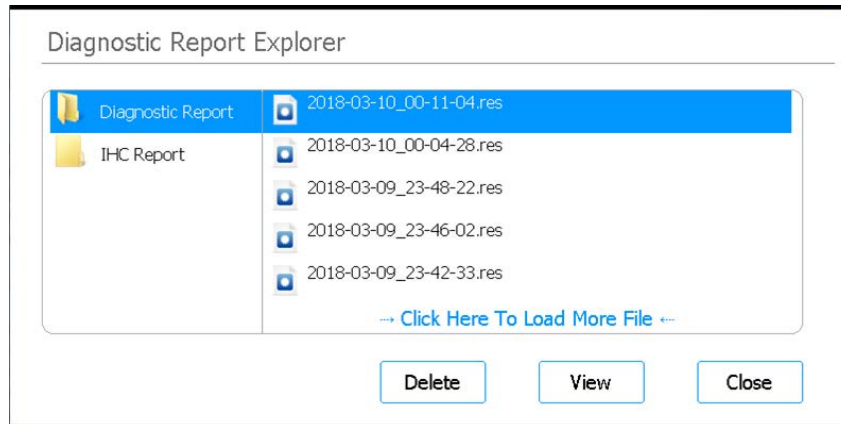 Diagnostic Report Explorer
Diagnostic Report
IHC Report
2018-03-10_00-11-04.res
2018-03-10_00-04-28.res
2018-03-09_23-48-22.res
2018-03-09_23-46-02.res
2018-03-09_23-42-33.res
→ Click Here To Load More File ←
Delete
View
Close